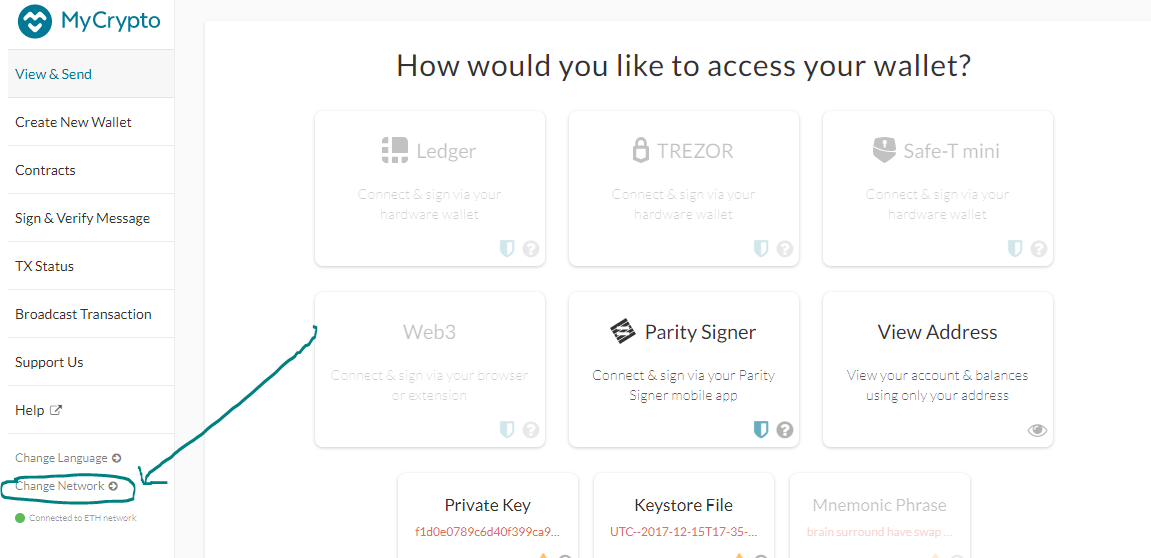 MyCrypto
View & Send
Create New Wallet
Contracts
Sign & Verify Message
TX Status
Broadcast Transaction
Support Us
Help
Change Language
Change Network
Connected to ETH network
How would you like to access your wallet?
Ledger
Connect & sign via your
hardware wallet
?
TREZOR
Connect & sign via your
hardware wallet
?
Safe-T mini
Connect & sign via your
hardware wallet
?
Web3
Connect & sign via your browser
or extension
?
Parity Signer
Connect & sign via your Parity
Signer mobile app
?
View Address
View your account & balances
using only your address
Private Key
f1d0e0789c6d40f399ca9...
Keystore File
UTC--2017-12-15T17-35-...
Mnemonic Phrase
brain surround have swap ...